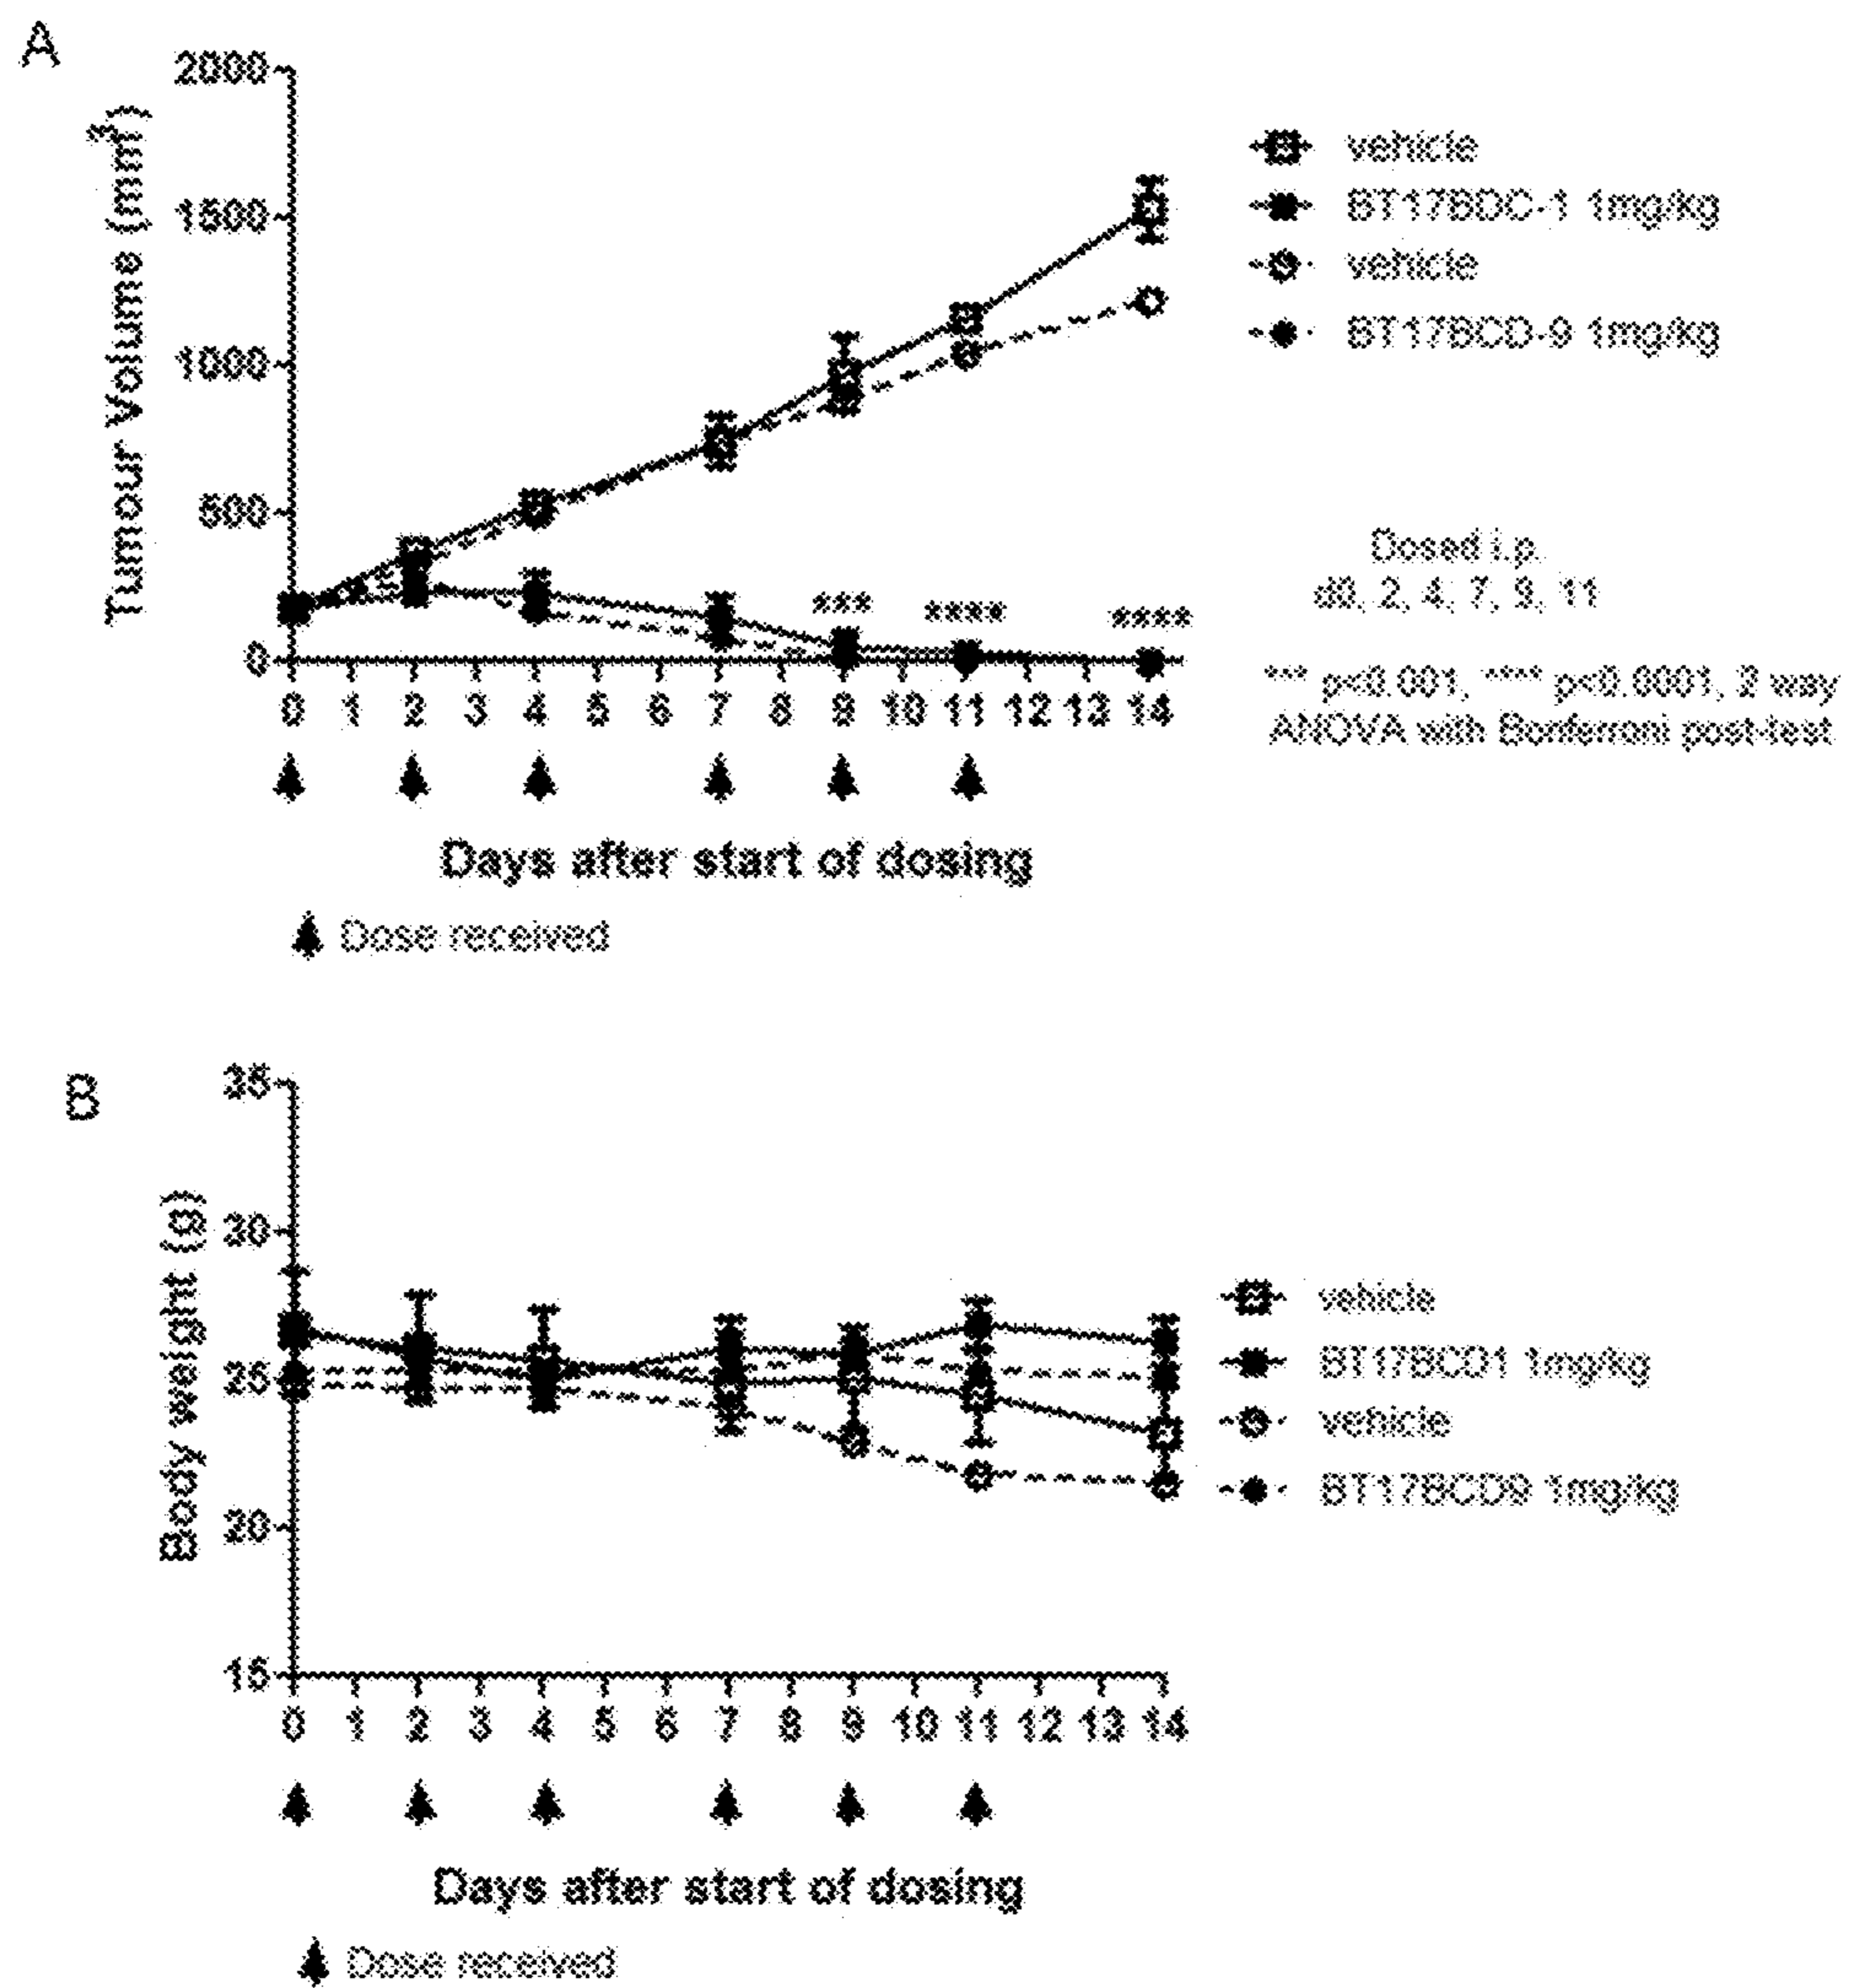 A
Tumour Volume (mm³)
2000
1500
1000
500
0
vehicle
BT17BDC-1 1mg/kg
vehicle
BT17BCD-9 1mg/kg
*** **** ****
Dosed i.p.
d0, 2, 4, 7, 9, 11
*** p<0.001, **** p<0.0001, 2 way
ANOVA with Bonferroni post-test
0 1 2 3 4 5 6 7 8 9 10 11 12 13 14
Days after start of dosing
Dose received
B
Body weight (g)
35
30
25
20
15
vehicle
BT17BCD1 1mg/kg
vehicle
BT17BCD9 1mg/kg
0 1 2 3 4 5 6 7 8 9 10 11 12 13 14
Days after start of dosing
Dose received